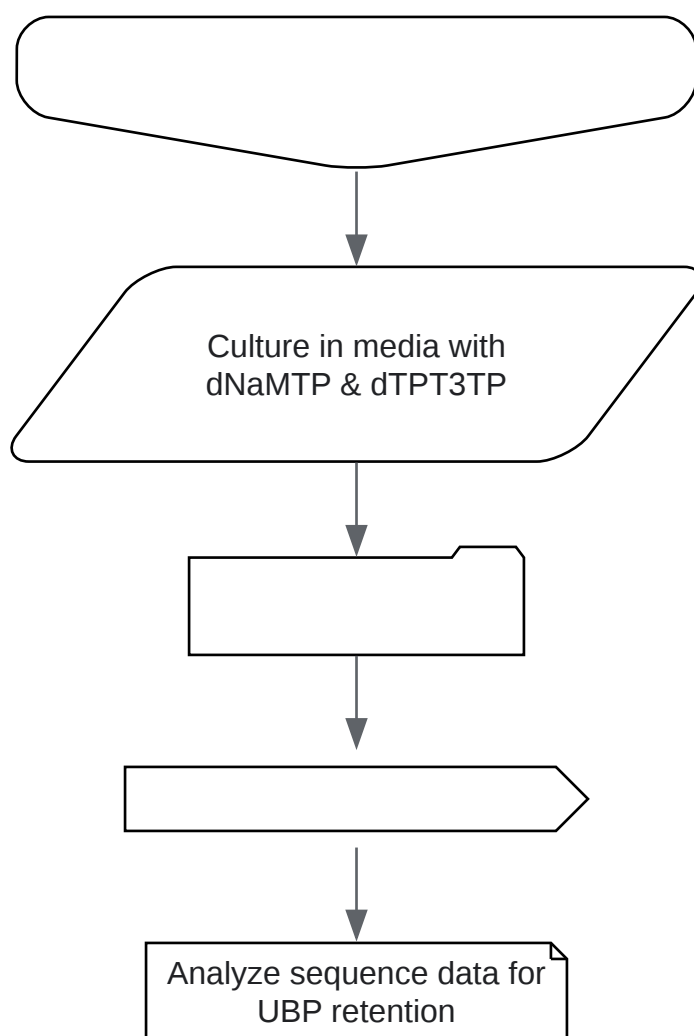 Culture in media with
dNaMTP & dTPT3TP
Analyze sequence data for
UBP retention